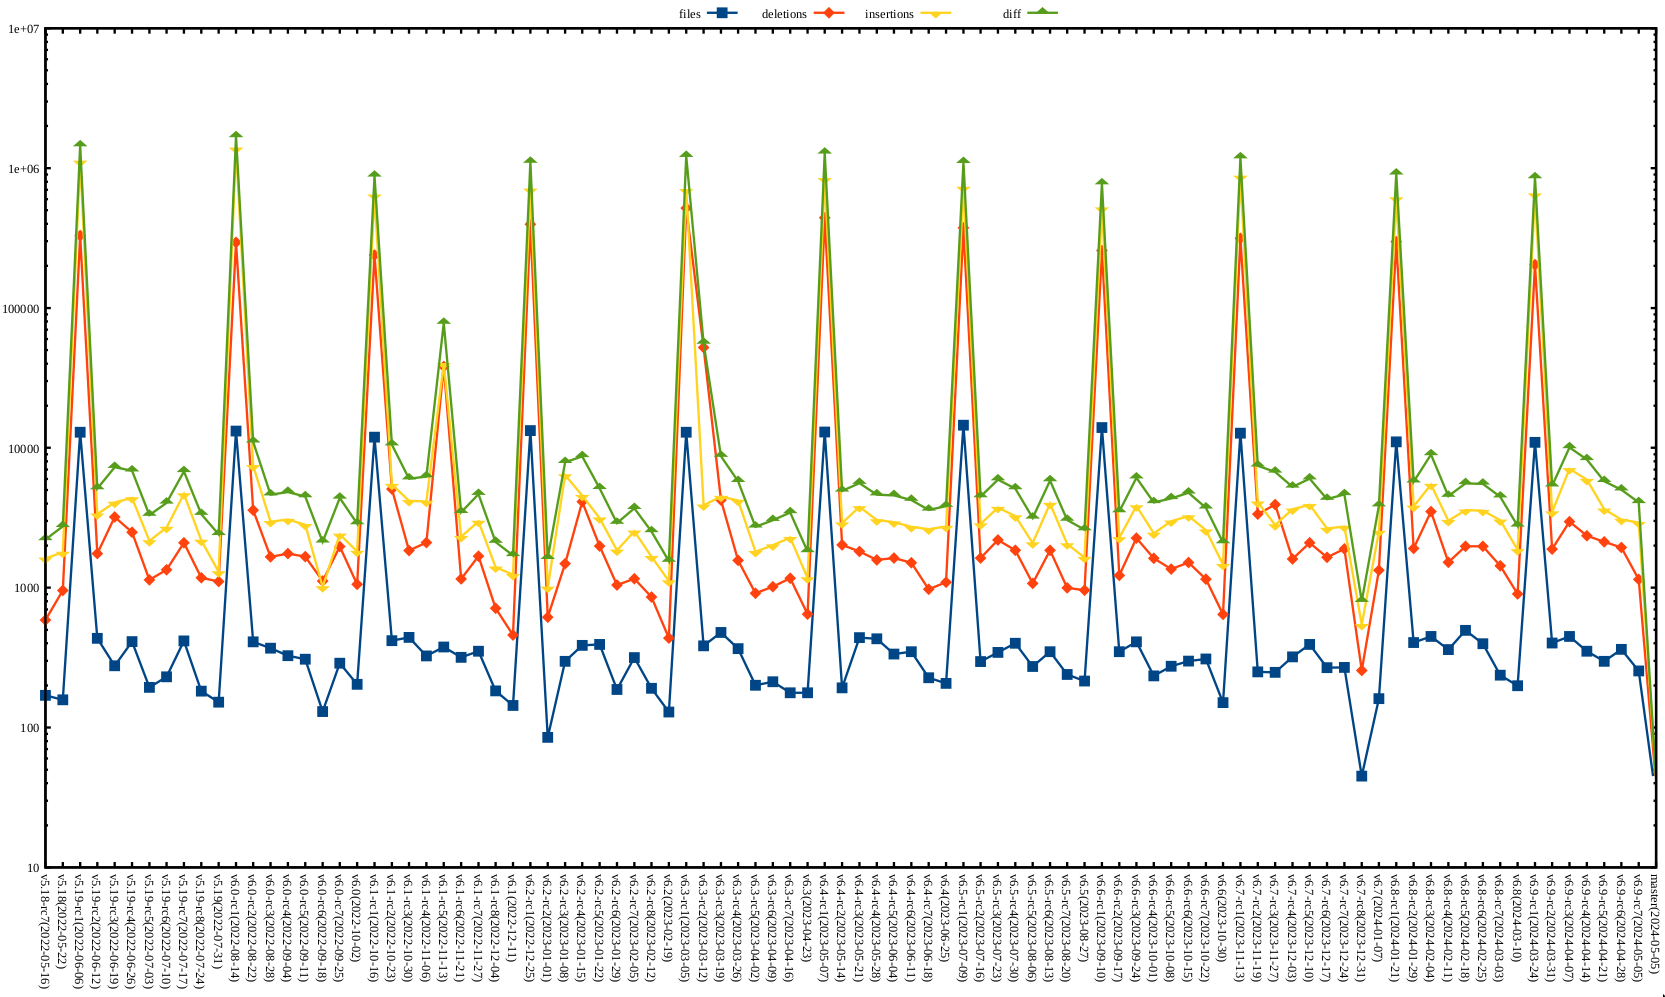 files
deletions
insertions
diff
1e+07
1e+06
100000
10000
1000
100
10
v5.18-rc7(2022-05-16)
v5.18(2022-05-22)
v5.19-rc1(2022-06-06)
v5.19-rc2(2022-06-12)
v5.19-rc3(2022-06-19)
v5.19-rc4(2022-06-26)
v5.19-rc5(2022-07-03)
v5.19-rc6(2022-07-10)
v5.19-rc7(2022-07-17)
v5.19-rc8(2022-07-24)
v5.19(2022-07-31)
v6.0-rc1(2022-08-14)
v6.0-rc2(2022-08-22)
v6.0-rc3(2022-08-28)
v6.0-rc4(2022-09-04)
v6.0-rc5(2022-09-11)
v6.0-rc6(2022-09-18)
v6.0-rc7(2022-09-25)
v6.0(2022-10-02)
v6.1-rc1(2022-10-16)
v6.1-rc2(2022-10-23)
v6.1-rc3(2022-10-30)
v6.1-rc4(2022-11-06)
v6.1-rc5(2022-11-13)
v6.1-rc6(2022-11-21)
v6.1-rc7(2022-11-27)
v6.1-rc8(2022-12-04)
v6.1(2022-12-11)
v6.2-rc1(2022-12-25)
v6.2-rc2(2023-01-01)
v6.2-rc3(2023-01-08)
v6.2-rc4(2023-01-15)
v6.2-rc5(2023-01-22)
v6.2-rc6(2023-01-29)
v6.2-rc7(2023-02-05)
v6.2-rc8(2023-02-12)
v6.2(2023-02-19)
v6.3-rc1(2023-03-05)
v6.3-rc2(2023-03-12)
v6.3-rc3(2023-03-19)
v6.3-rc4(2023-03-26)
v6.3-rc5(2023-04-02)
v6.3-rc6(2023-04-09)
v6.3-rc7(2023-04-16)
v6.3(2023-04-23)
v6.4-rc1(2023-05-07)
v6.4-rc2(2023-05-14)
v6.4-rc3(2023-05-21)
v6.4-rc4(2023-05-28)
v6.4-rc5(2023-06-04)
v6.4-rc6(2023-06-11)
v6.4-rc7(2023-06-18)
v6.4(2023-06-25)
v6.5-rc1(2023-07-09)
v6.5-rc2(2023-07-16)
v6.5-rc3(2023-07-23)
v6.5-rc4(2023-07-30)
v6.5-rc5(2023-08-06)
v6.5-rc6(2023-08-13)
v6.5-rc7(2023-08-20)
v6.5(2023-08-27)
v6.6-rc1(2023-09-10)
v6.6-rc2(2023-09-17)
v6.6-rc3(2023-09-24)
v6.6-rc4(2023-10-01)
v6.6-rc5(2023-10-08)
v6.6-rc6(2023-10-15)
v6.6-rc7(2023-10-22)
v6.6(2023-10-30)
v6.7-rc1(2023-11-13)
v6.7-rc2(2023-11-19)
v6.7-rc3(2023-11-27)
v6.7-rc4(2023-12-03)
v6.7-rc5(2023-12-10)
v6.7-rc6(2023-12-17)
v6.7-rc7(2023-12-24)
v6.7-rc8(2023-12-31)
v6.7(2024-01-07)
v6.8-rc1(2024-01-21)
v6.8-rc2(2024-01-29)
v6.8-rc3(2024-02-04)
v6.8-rc4(2024-02-11)
v6.8-rc5(2024-02-18)
v6.8-rc6(2024-02-25)
v6.8-rc7(2024-03-03)
v6.8(2024-03-10)
v6.9-rc1(2024-03-24)
v6.9-rc2(2024-03-31)
v6.9-rc3(2024-04-07)
v6.9-rc4(2024-04-14)
v6.9-rc5(2024-04-21)
v6.9-rc6(2024-04-28)
v6.9-rc7(2024-05-05)
master(2024-05-05)